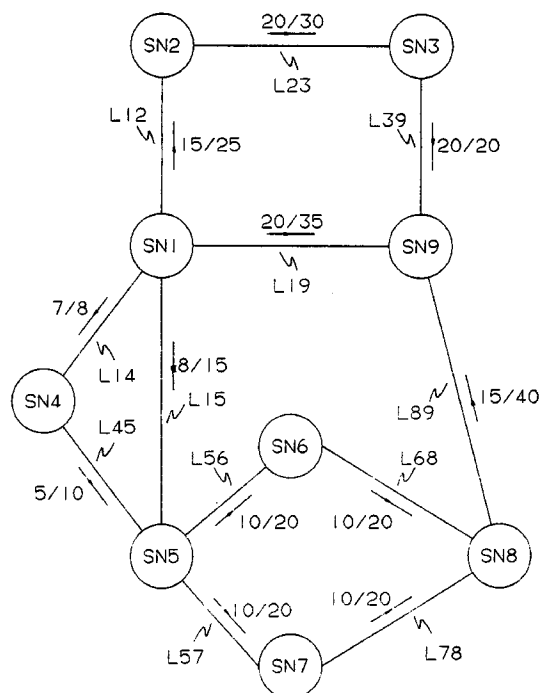 20/30
SN2
SN3
L23
L12
15/25
L39
20/20
20/35
SN1
SN9
L19
7/8
8/15
L14
L15
SN4
L45
15/40
L89
SN6
L56
L68
5/10
10/20
10/20
SN5
SN8
10/20
10/20
L57
L78
SN7